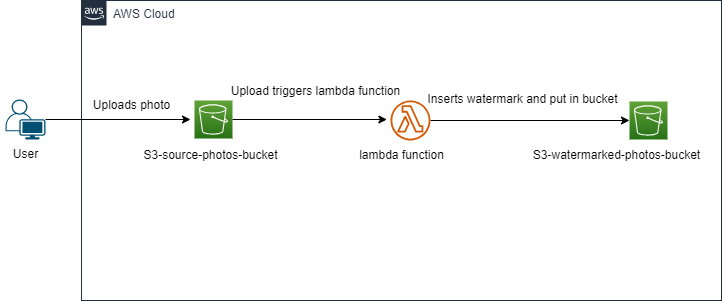 aws
AWS Cloud
Uploads photo
Upload triggers lambda function
Inserts watermark and put in bucket
User
S3-source-photos-bucket
lambda function
S3-watermarked-photos-bucket